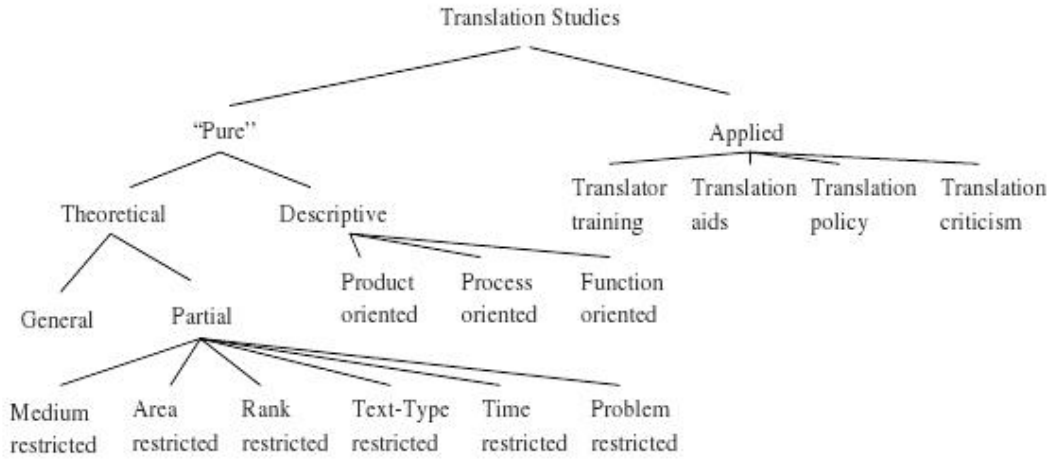 Translation Studies
“Pure’’
Applied
Theoretical
Descriptive
Translator
training
Translation
aids
Translation
policy
Translation
criticism
Product
oriented
Process
oriented
Function
oriented
General
Partial
Medium
restricted
Area
restricted
Rank
restricted
Text-Type
restricted
Time
restricted
Problem
restricted